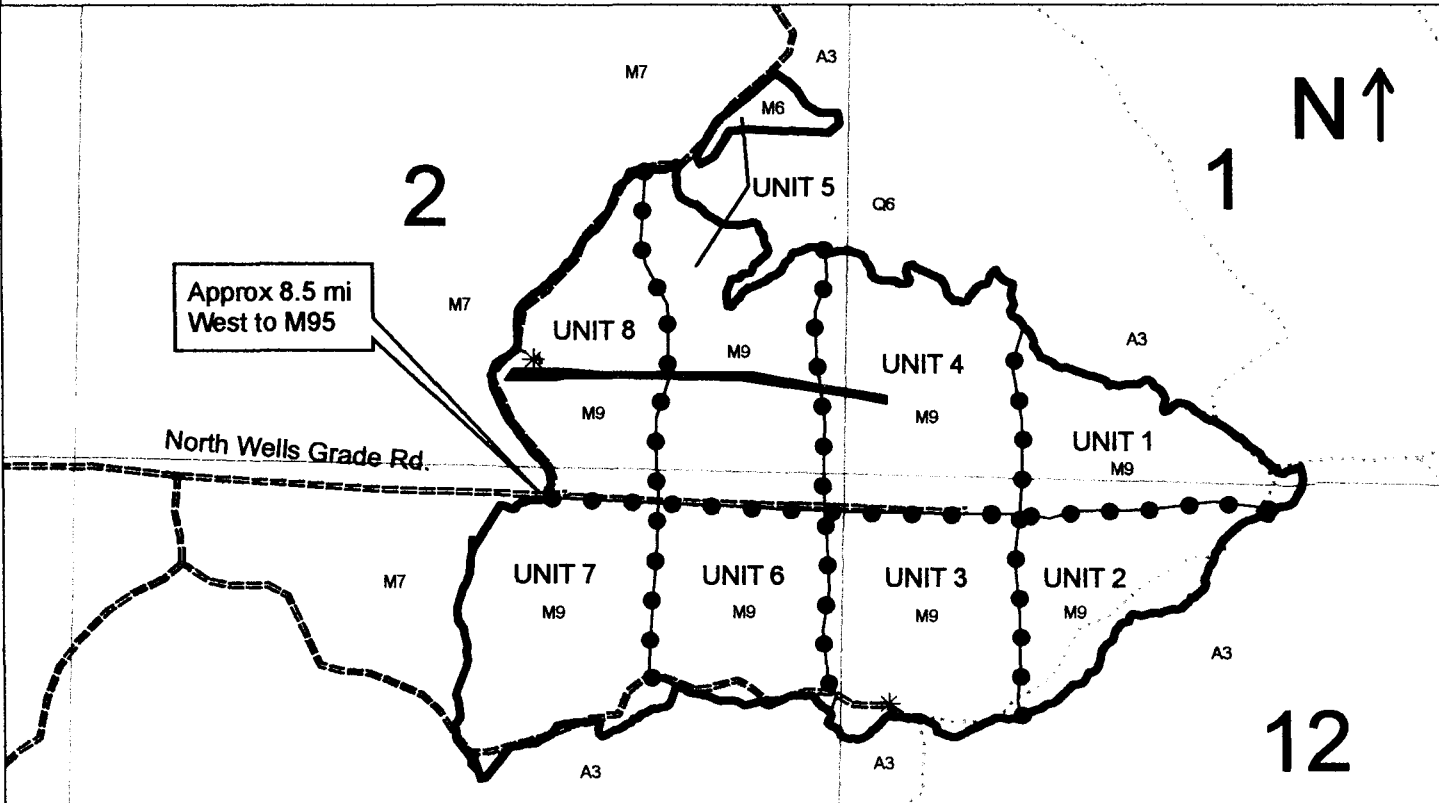 A3
M7
N
M6
1
2
UNIT 5
Q6
Approx 8.5 mi
West to M95
M7
UNIT 8
A3
M9
UNIT 4
M9
M9
North Wells Grade Rd.
UNIT 1
M9
UNIT 7
UNIT 6
UNIT 3
UNIT 2
M7
M9
M9
M9
M9
A3
12
A3
A3